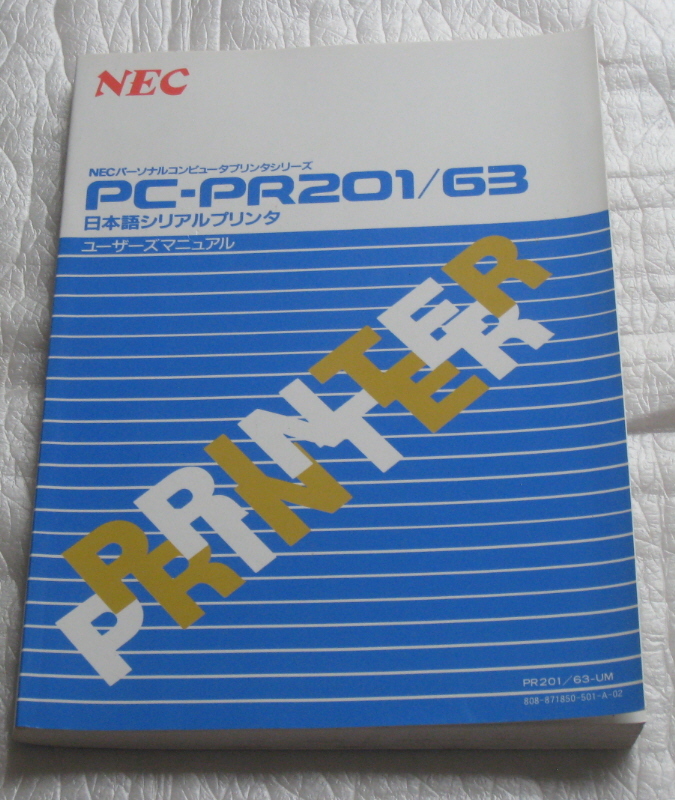 NEC
NECパーソナルコンピュータプリンタシリーズ
PC-PR201/63
日本語シリアルプリンタ
ユーザーズマニュアル
PRINTER
PRINTER
PR201/63-UM
808-871850-501-A-02